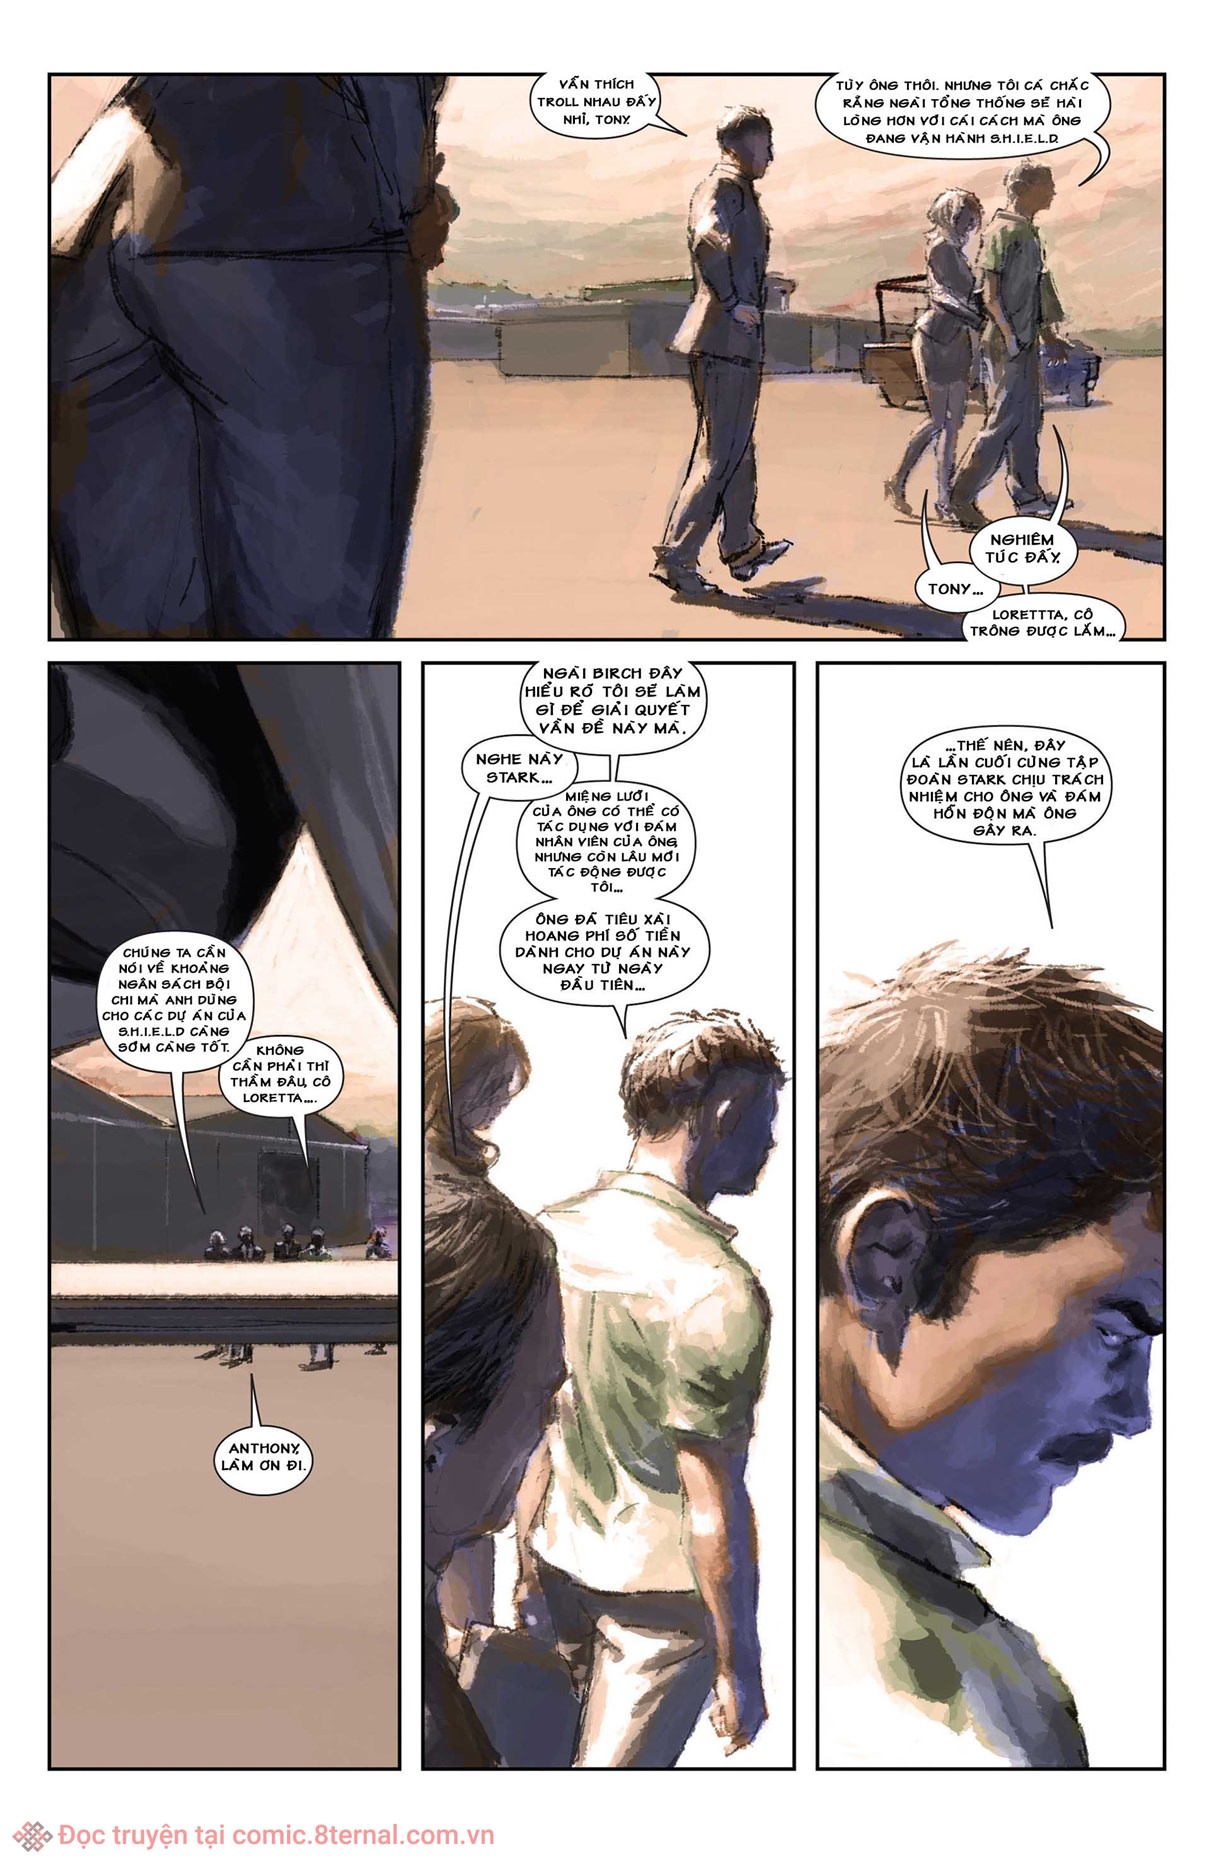 VẪN THÍCH
TROLL NHAU ĐẤY
NHỈ, TONY.
TÙY ÔNG THÔI. NHƯNG TÔI CÁ CHẮC
RẰNG NGÀI TỔNG THỐNG SẼ HÀI
LÒNG HƠN VỚI CÁI CÁCH MÀ ÔNG
ĐANG VẬN HÀNH S.H.I.E.L.D.
NGHIÊM
TÚC ĐẤY.
TONY...
LORETTTA, CÔ
TRÔNG ĐƯỢC LẮM...
CHÚNG TA CẦN
NÓI VỀ KHOẢNG
NGÂN SÁCH BỘI
CHI MÀ ANH DÙNG
CHO CÁC DỰ ÁN CỦA
S.H.I.E.L.D CÀNG
SỚM CÀNG TỐT.
KHÔNG
CẦN PHẢI THÌ
THẦM ĐÂU, CÔ
LORETTA....
ANTHONY,
LÀM ƠN ĐI.
NGÀI BIRCH ĐÂY
HIỂU RÕ TÔI SẼ LÀM
GÌ ĐỂ GIẢI QUYẾT
VẤN ĐỀ NÀY MÀ.
NGHE NÀY
STARK...
MIỆNG LƯỠI
CỦA ÔNG CÓ THỂ CÓ
TÁC DỤNG VỚI ĐÁM
NHÂN VIÊN CỦA ÔNG,
NHƯNG CÒN LÂU MỚI
TÁC ĐỘNG ĐƯỢC
TÔI...
ÔNG ĐÃ TIÊU XÀI
HOANG PHÍ SỐ TIỀN
DÀNH CHO DỰ ÁN NÀY
NGAY TỪ NGÀY
ĐẦU TIÊN...
...THẾ NÊN, ĐÂY
LÀ LẦN CUỐI CÙNG TẬP
ĐOÀN STARK CHỊU TRÁCH
NHIỆM CHO ÔNG VÀ ĐÁM
HỖN ĐỘN MÀ ÔNG
GÂY RA.
Đọc truyện tại comic.8ternal.com.vn